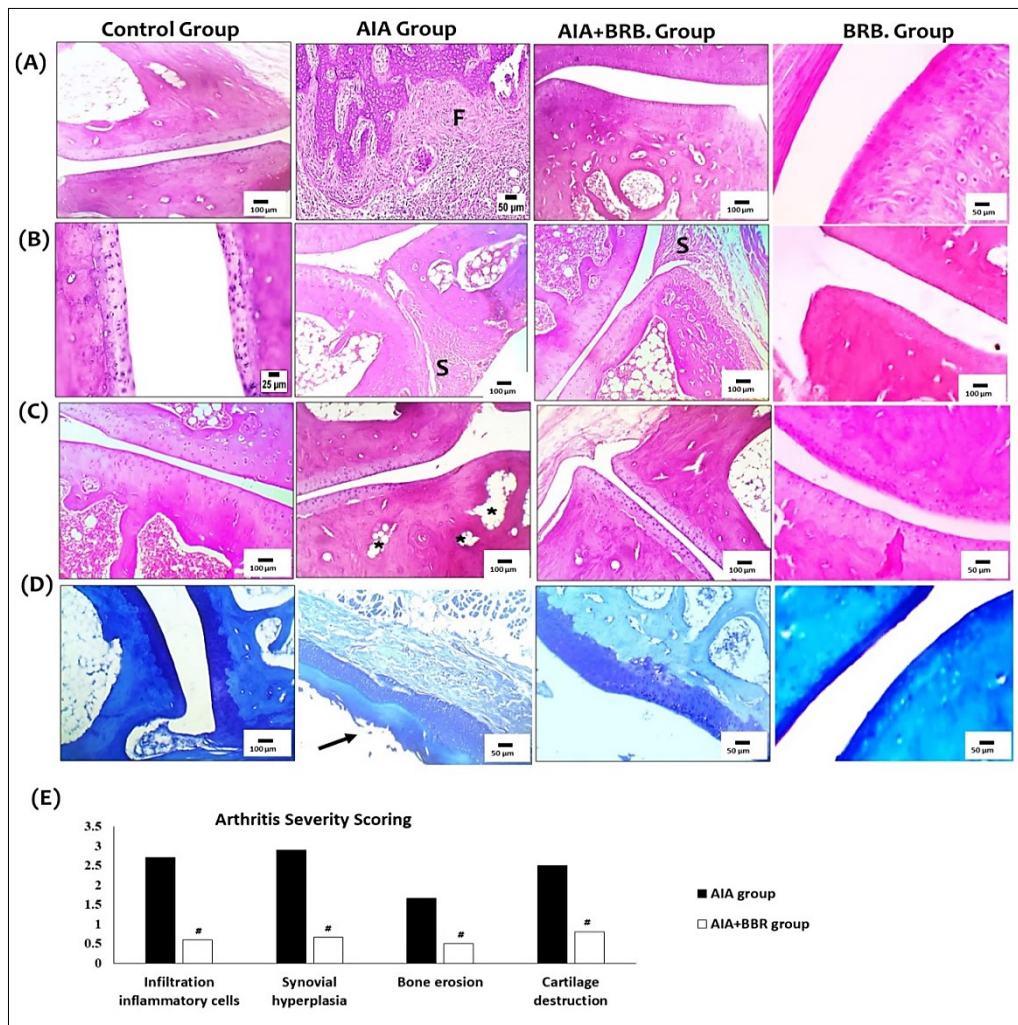 Control Group AIA Group AIA+BRB. Group BRB. Group
(A)
F
100 µm 50 µm 100 µm 50 µm
(B)
S
S
25 µm 100 µm 100 µm 100 µm
(C)
* * *
100 µm 100 µm 100 µm 50 µm
(D)
100 µm 50 µm 50 µm 50 µm
(E)
Arthritis Severity Scoring
3.5
3
2.5
2
1.5
1
0.5
0
# # # #
AIA group
AIA+BBR group
Infiltration inflammatory cells
Synovial hyperplasia
Bone erosion
Cartilage destruction